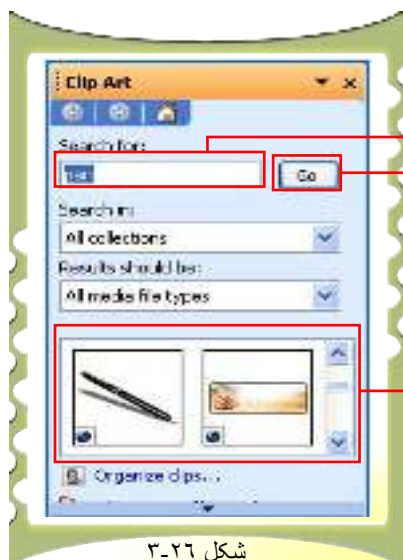 Clip Art
Search for:
Go
Search in:
All collections
Results should be:
All media file types
Organize clips...
شکل ٢٦-٣